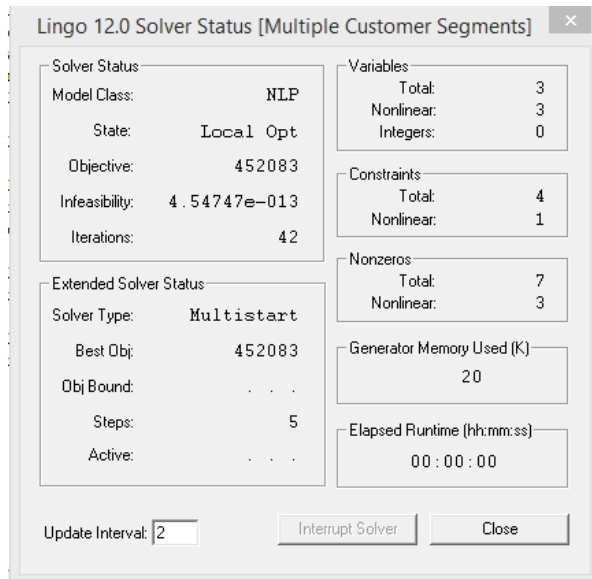 Lingo 12.0 Solver Status [Multiple Customer Segments]
Solver Status
Model Class: NLP
State: Local Opt
Objective: 452083
Infeasibility: 4.54747e-013
Iterations: 42
Extended Solver Status
Solver Type: Multistart
Best Obj: 452083
Obj Bound: . . .
Steps: 5
Active: . . .
Variables
Total: 3
Nonlinear: 3
Integers: 0
Constraints
Total: 4
Nonlinear: 1
Nonzeros
Total: 7
Nonlinear: 3
Generator Memory Used (K)
20
Elapsed Runtime (hh:mm:ss)
00:00:00
Update Interval: 2
Interrupt Solver
Close